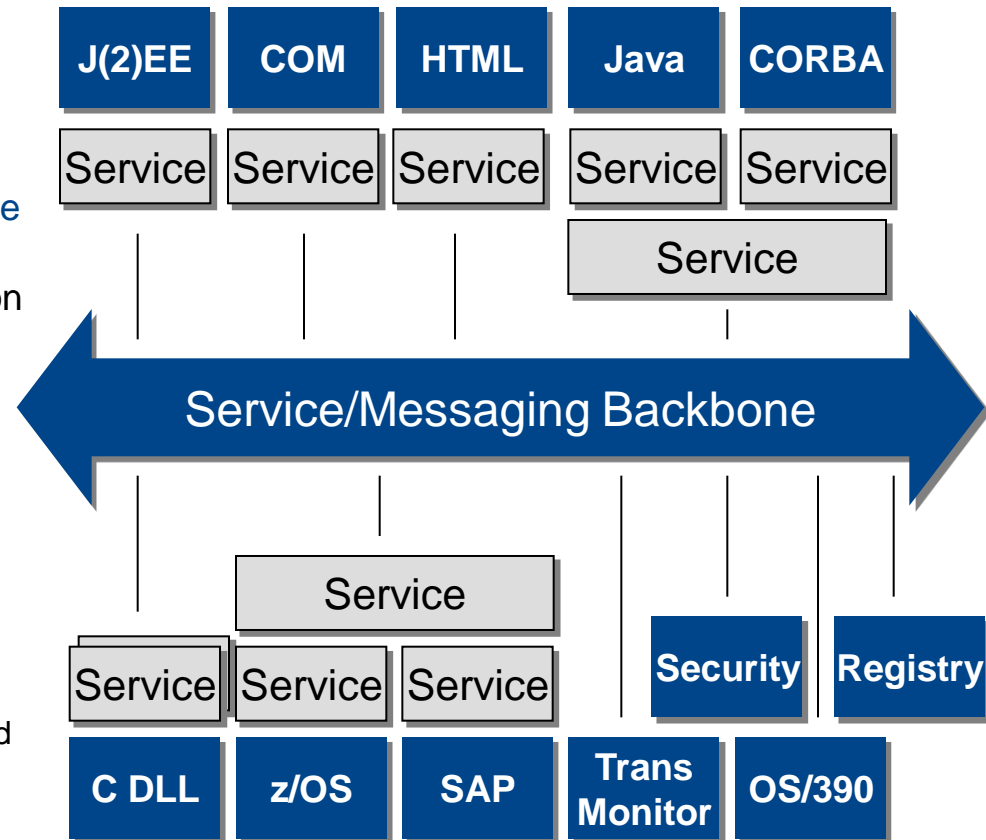 J(2)EE COM HTML Java CORBA
Service Service Service Service Service
e
Service
on
Service/Messaging Backbone
Service
Service Service Service
Security Registry
d
C DLL z/OS SAP Trans Monitor OS/390